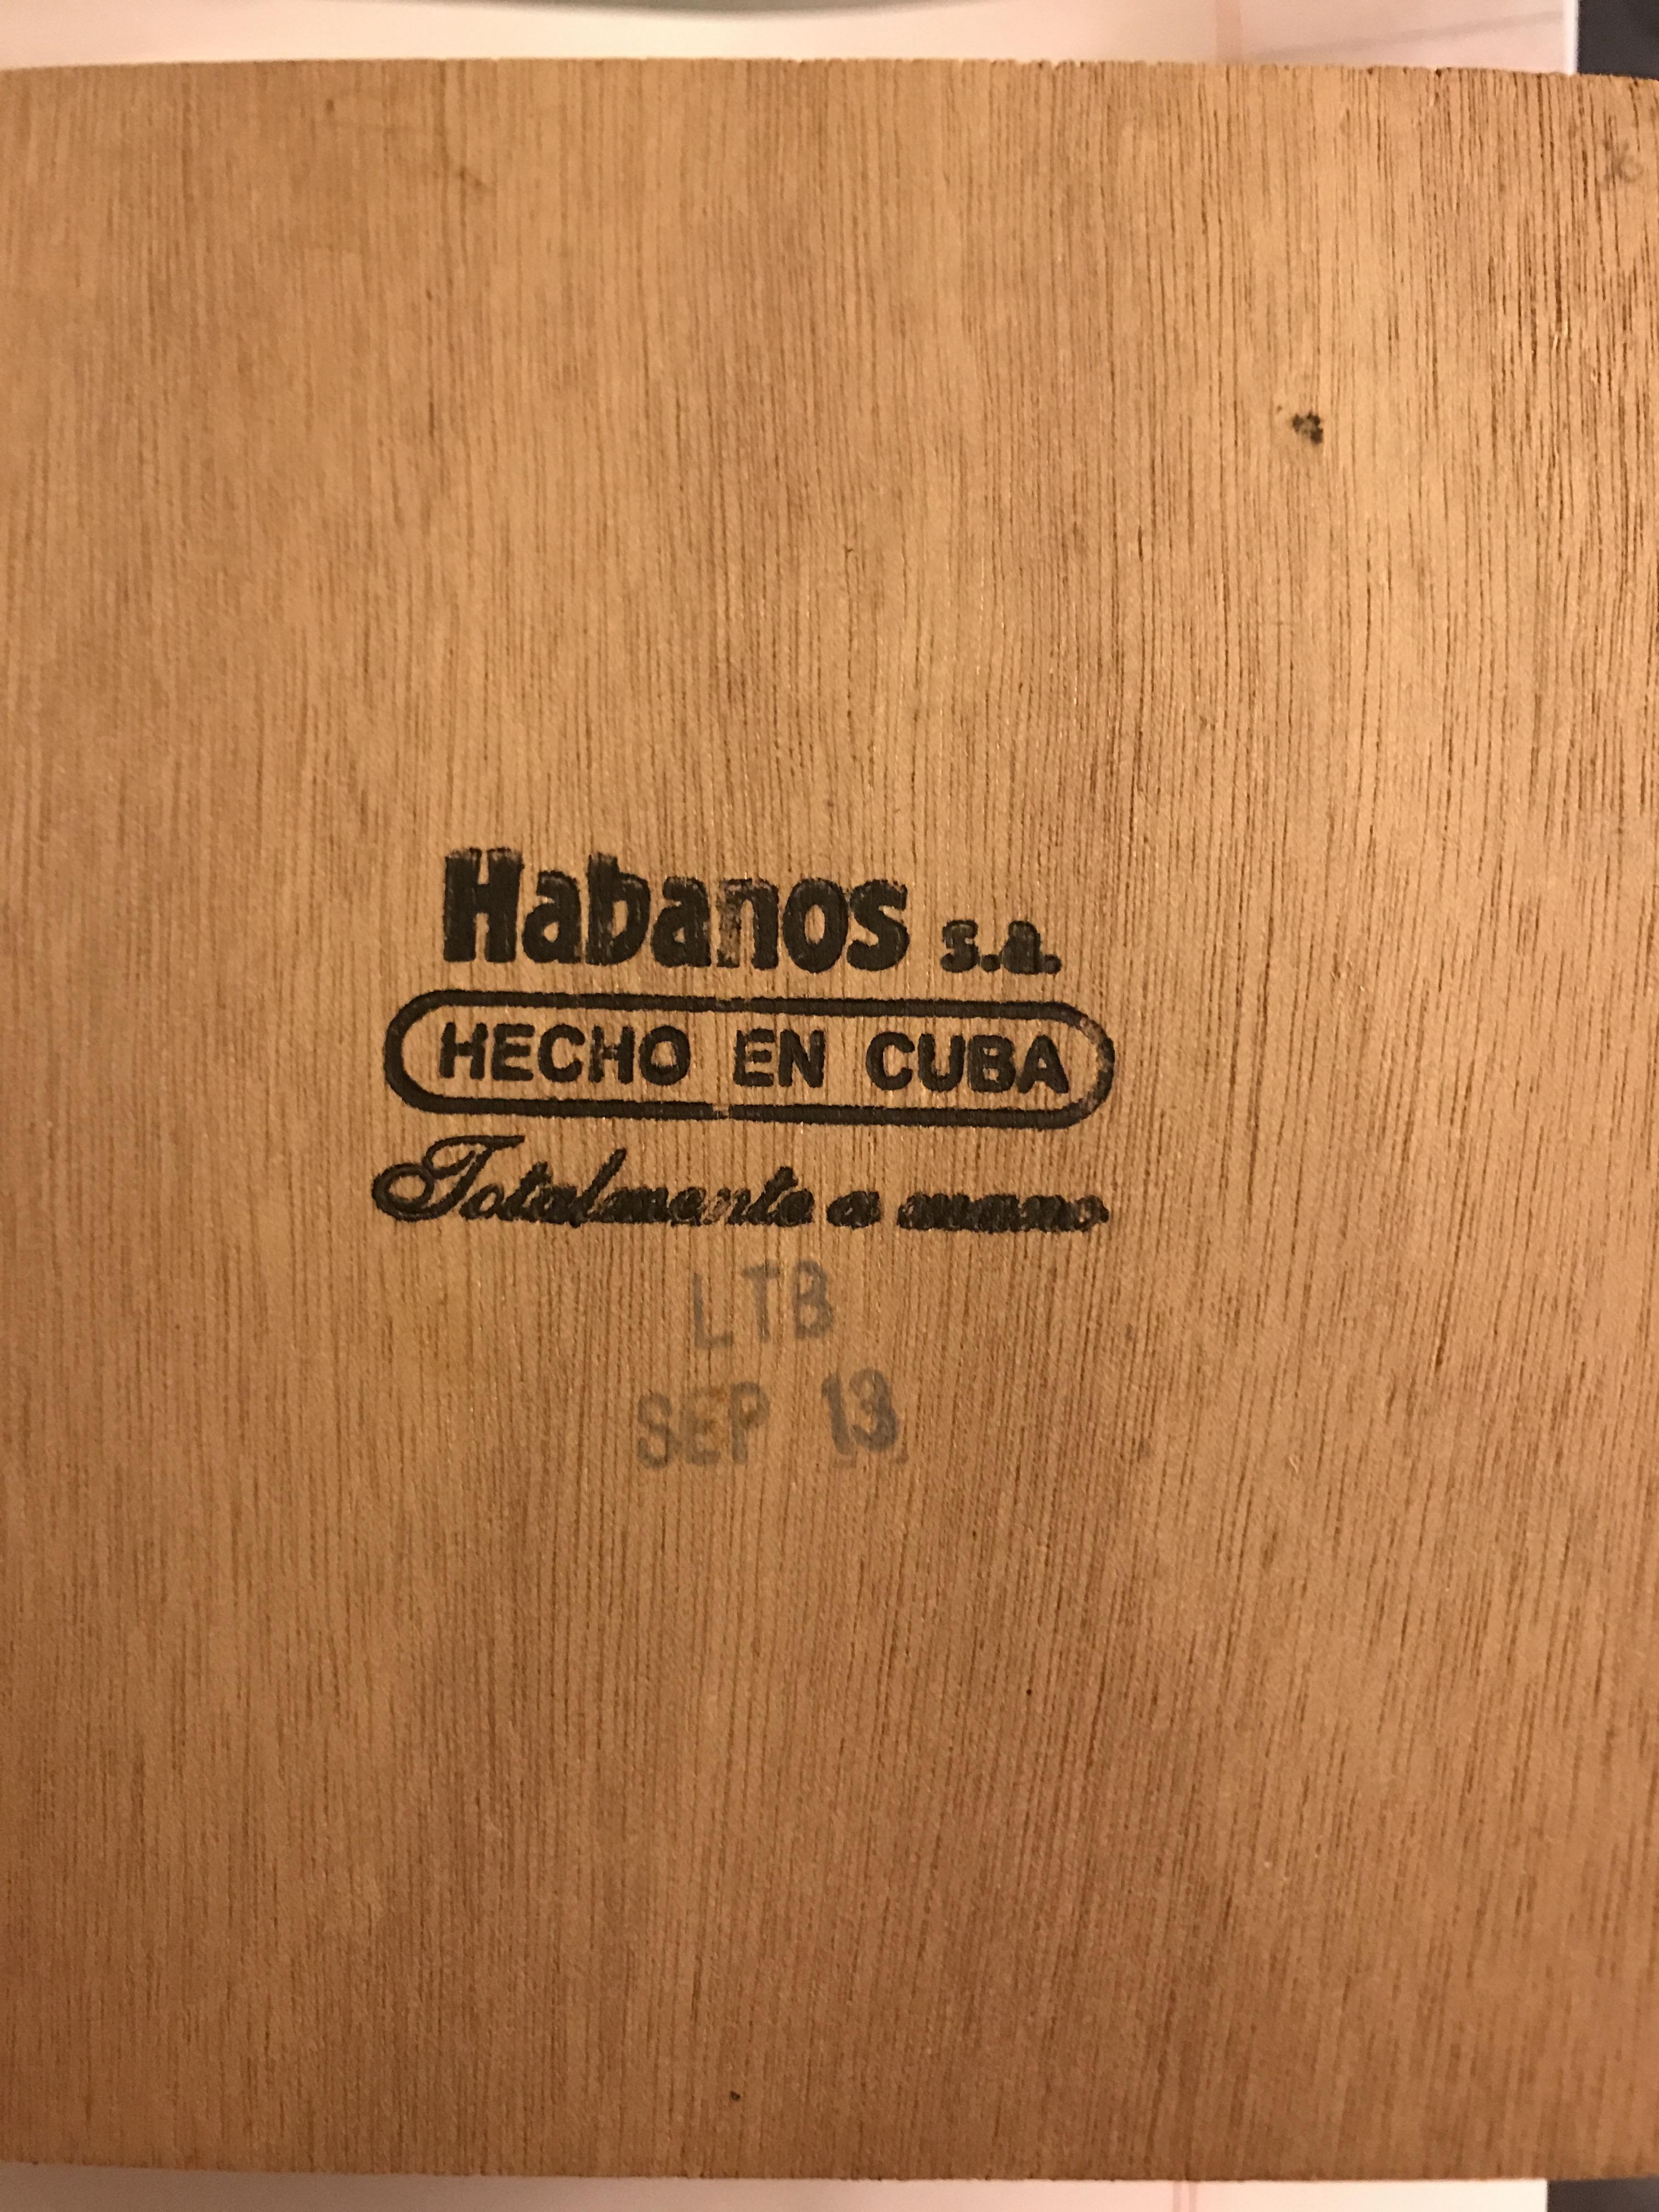 Habanos s.a.
HECHO EN CUBA
Totalmente a mano
LTB
SEP 13